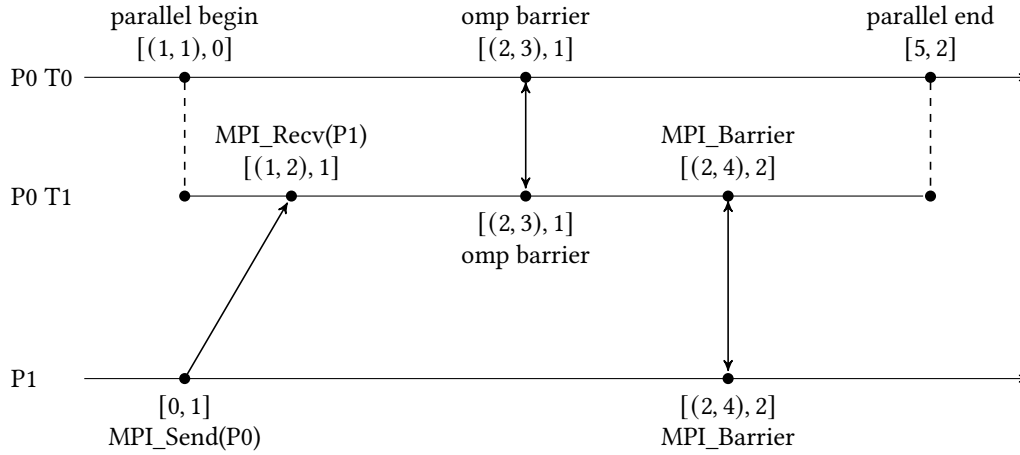 parallel begin
[(1, 1), 0]
omp barrier
[(2, 3), 1]
parallel end
[5, 2]
P0 T0
MPI_Recv(P1)
[(1, 2), 1]
MPI_Barrier
[(2, 4), 2]
P0 T1
[(2, 3), 1]
omp barrier
P1
[0, 1]
MPI_Send(P0)
[(2, 4), 2]
MPI_Barrier